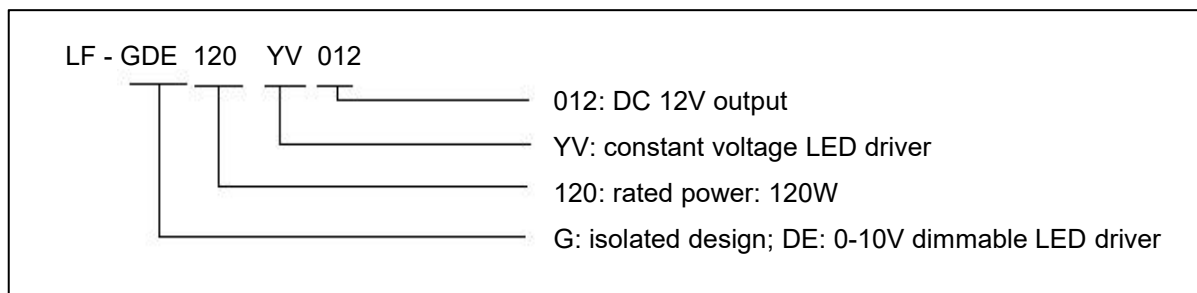 LF - GDE 120 YV 012
012: DC 12V output
YV: constant voltage LED driver
120: rated power: 120W
G: isolated design; DE: 0-10V dimmable LED driver